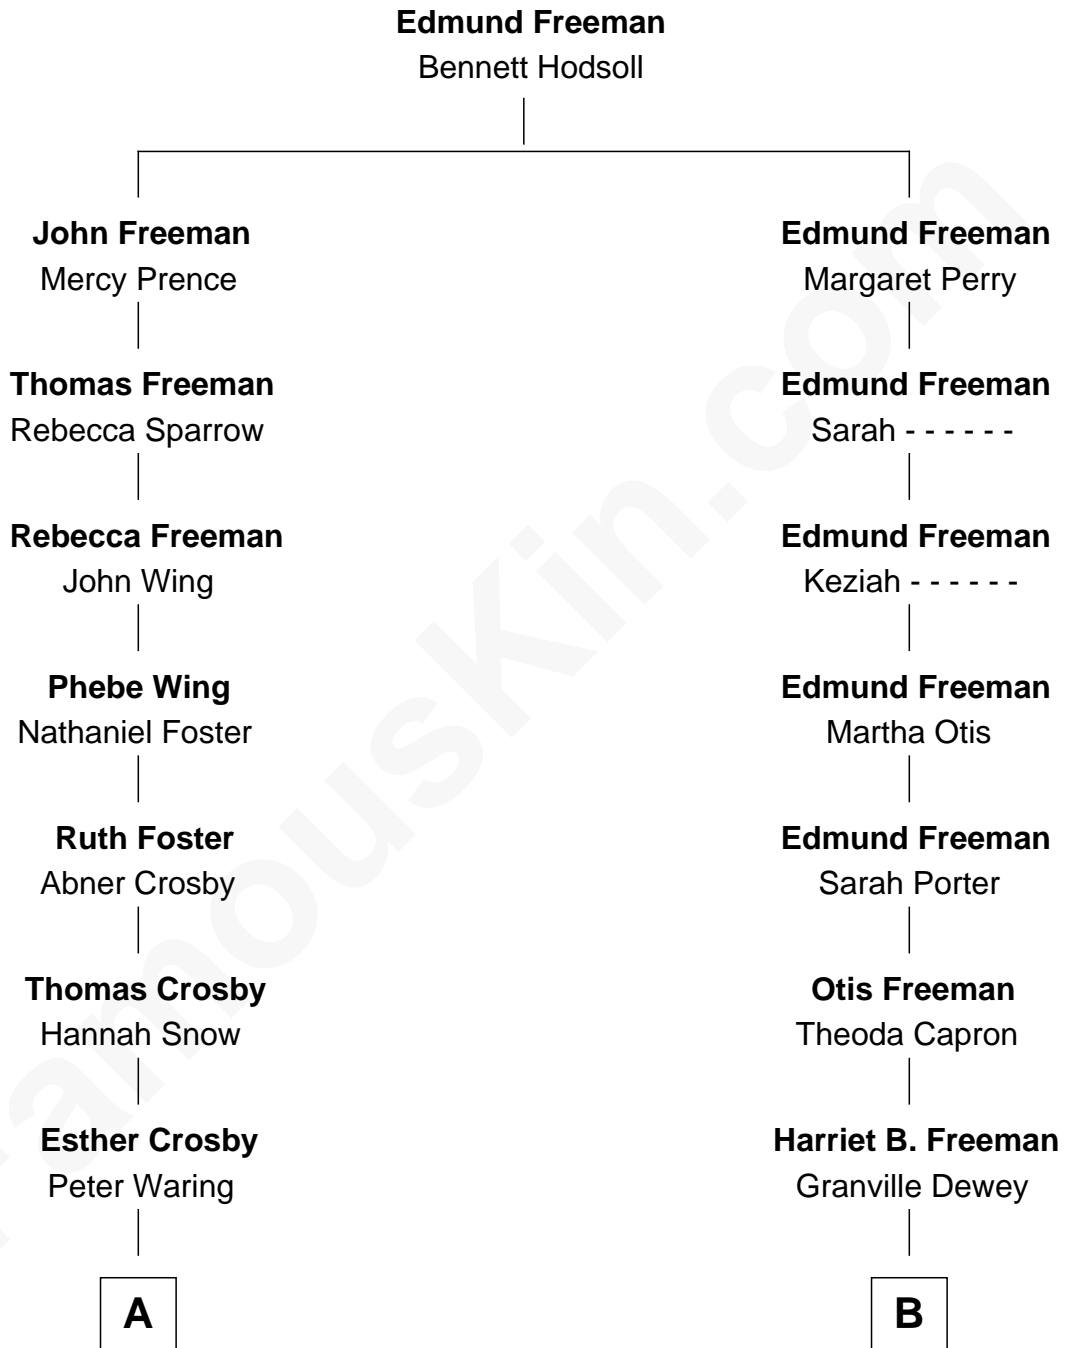 Edmund Freeman
Bennett Hodsoll
John Freeman
Mercy Prence
Edmund Freeman
Margaret Perry
Thomas Freeman
Rebecca Sparrow
Edmund Freeman
Sarah - - - - - -
Rebecca Freeman
John Wing
Edmund Freeman
Keziah - - - - - -
Phebe Wing
Nathaniel Foster
Edmund Freeman
Martha Otis
Ruth Foster
Abner Crosby
Edmund Freeman
Sarah Porter
Thomas Crosby
Hannah Snow
Otis Freeman
Theoda Capron
Esther Crosby
Peter Waring
Harriet B. Freeman
Granville Dewey
A
B
FamousKin.com